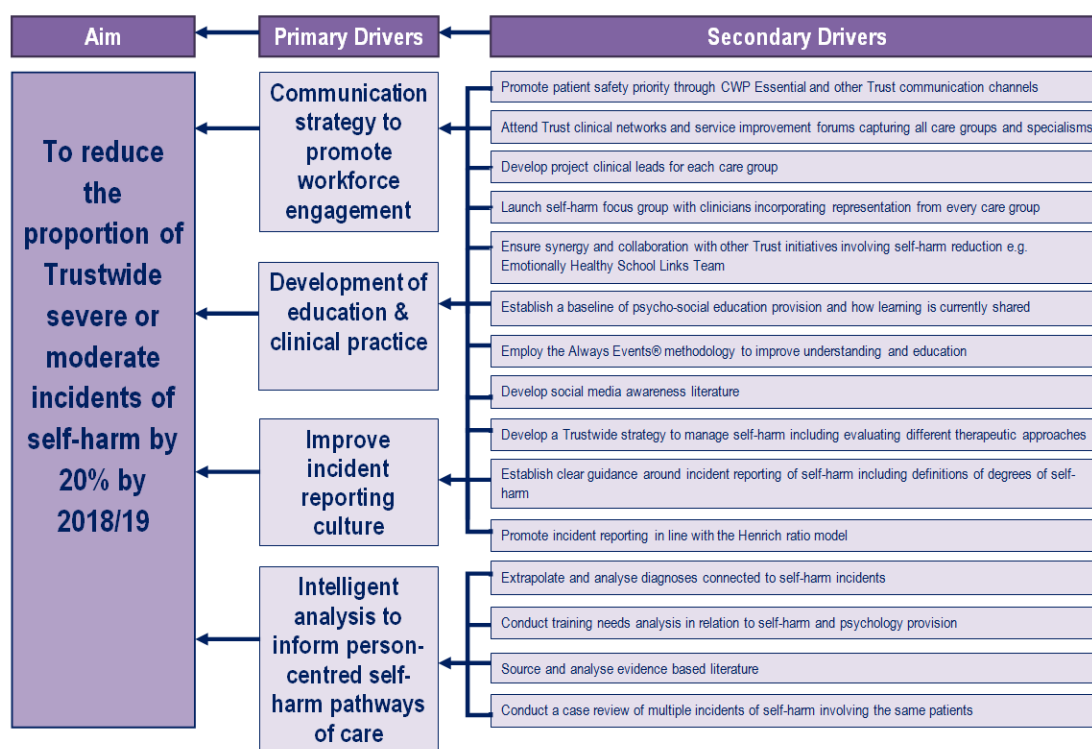 Aim
Primary Drivers
Secondary Drivers
To reduce
the
proportion of
Trustwide
severe or
moderate
incidents of
self-harm by
20% by
2018/19
Communication
strategy to
promote
workforce
engagement
Development of
education &
clinical practice
Improve
incident
reporting
culture
Intelligent
analysis to
inform person-
centred self-
harm pathways
of care
Promote patient safety priority through CWP Essential and other Trust communication channels
Attend Trust clinical networks and service improvement forums capturing all care groups and specialisms
Develop project clinical leads for each care group
Launch self-harm focus group with clinicians incorporating representation from every care group
Ensure synergy and collaboration with other Trust initiatives involving self-harm reduction e.g.
Emotionally Healthy School Links Team
Establish a baseline of psycho-social education provision and how learning is currently shared
Employ the Always Events® methodology to improve understanding and education
Develop social media awareness literature
Develop a Trustwide strategy to manage self-harm including evaluating different therapeutic approaches
Establish clear guidance around incident reporting of self-harm including definitions of degrees of self-
harm
Promote incident reporting in line with the Henrich ratio model
Extrapolate and analyse diagnoses connected to self-harm incidents
Conduct training needs analysis in relation to self-harm and psychology provision
Source and analyse evidence based literature
Conduct a case review of multiple incidents of self-harm involving the same patients